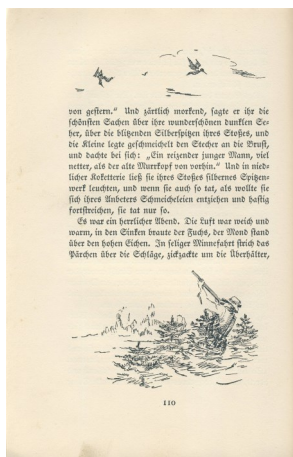 von gestern.“ Und zärtlich morkend, sagte er ihr die
schönsten Sachen über ihre wunderschönen dunklen Se-
her, über die blitzenden Silberspitzen ihres Stoßes, und
die Kleine legte geschmeichelt den Stecher an die Brust,
und dachte bei sich: „Ein reizender junger Mann, viel
netter, als der alte Murrkopf von vorhin.“ Und in nied-
licher Koketterie ließ sie ihres Stoßes silbernes Spitzen-
werk leuchten, und wenn sie auch so tat, als wollte sie
sich ihres Anbeters Schmeicheleien entziehen und hastig
fortstreichen, sie tat nur so.
Es war ein herrlicher Abend. Die Luft war weich und
warm, in den Sinken braute der Fuchs, der Mond stand
über den hohen Eichen. In seliger Minnefahrt strich das
Pärchen über die Schläge, zickzackte um die Überhälter,
110